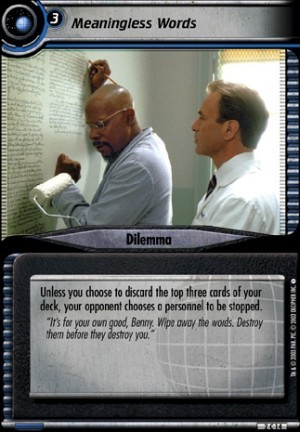 3 Meaningless Words
Dilemma
Unless you choose to discard the top three cards of your
deck, your opponent chooses a personnel to be stopped.
"It's for your own good, Benny. Wipe away the words. Destroy
them before they destroy you."
2 C 14